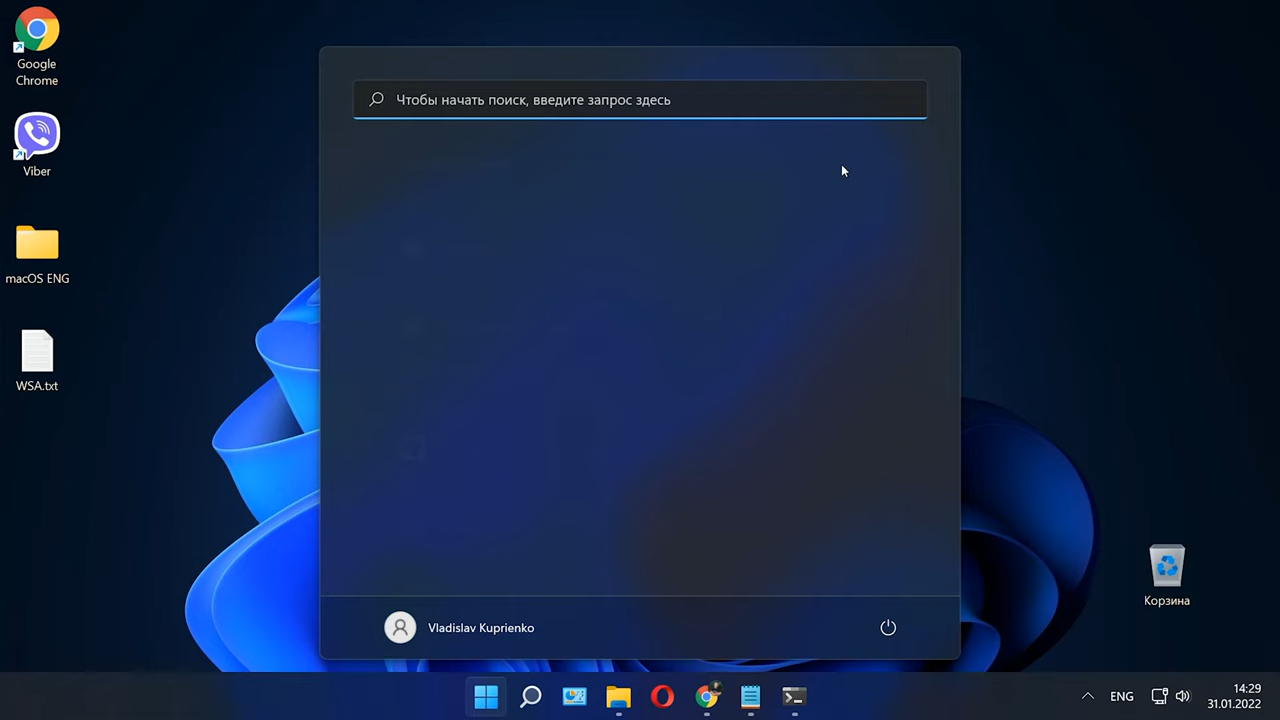 Google
Chrome
Viber
macOS ENG
WSA.txt
Чтобы начать поиск, введите запрос здесь
Vladislav Kuprienko
Корзина
ENG
14:29
31.01.2022